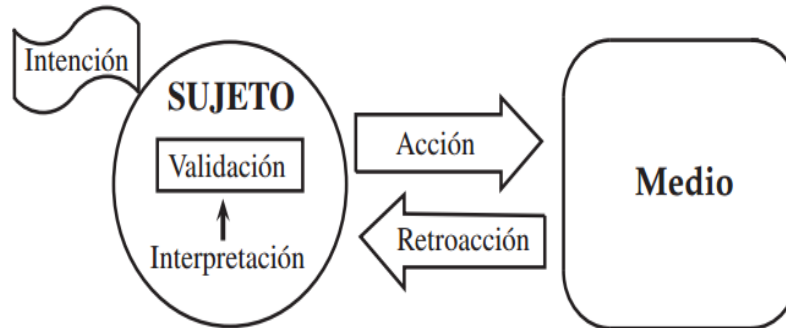 Intención
SUJETO
Validación
Interpretación
Acción
Retroacción
Medio